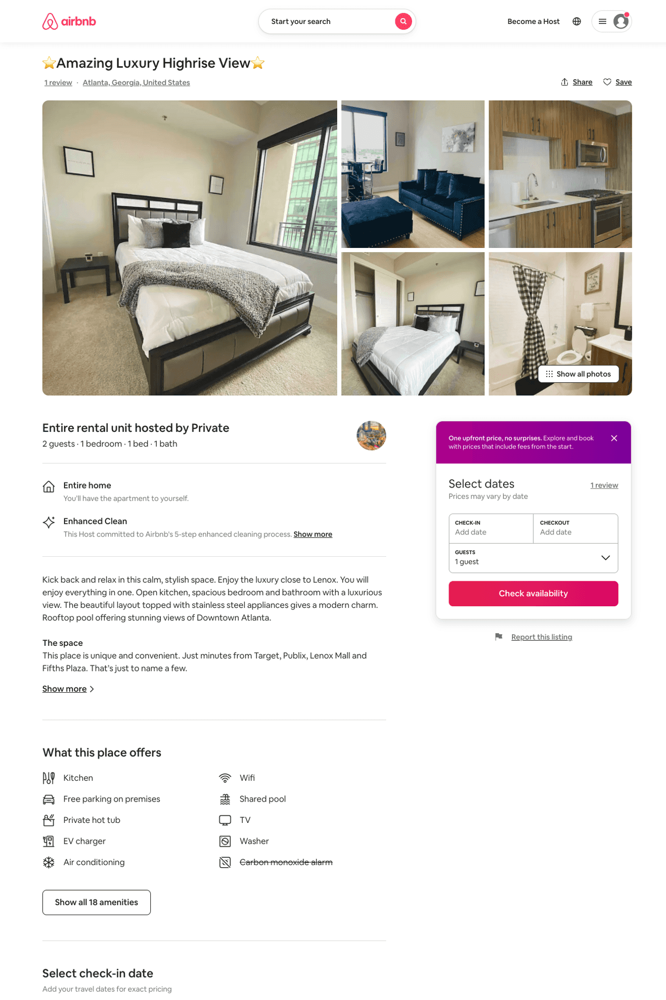 airbnb
Start your search
Become a Host
⭐Amazing Luxury Highrise View⭐
1 review · Atlanta, Georgia, United States
Share
Save
Show all photos
Entire rental unit hosted by Private
2 guests · 1 bedroom · 1 bed · 1 bath
Entire home
You'll have the apartment to yourself.
Enhanced Clean
This Host committed to Airbnb's 5-step enhanced cleaning process. Show more
Kick back and relax in this calm, stylish space. Enjoy the luxury close to Lenox. You will
enjoy everything in one. Open kitchen, spacious bedroom and bathroom with a luxurious
view. The beautiful layout topped with stainless steel appliances gives a modern charm.
Rooftop pool offering stunning views of Downtown Atlanta.
The space
This place is unique and convenient. Just minutes from Target, Publix, Lenox Mall and
Fifths Plaza. That's just to name a few.
Show more
One upfront price, no surprises. Explore and book
with prices that include fees from the start.
Select dates
1 review
Prices may vary by date
CHECK-IN
Add date
CHECKOUT
Add date
GUESTS
1 guest
Check availability
Report this listing
What this place offers
Kitchen
Wifi
Free parking on premises
Shared pool
Private hot tub
TV
EV charger
Washer
Air conditioning
Carbon monoxide alarm
Show all 18 amenities
Select check-in date
Add your travel dates for exact pricing